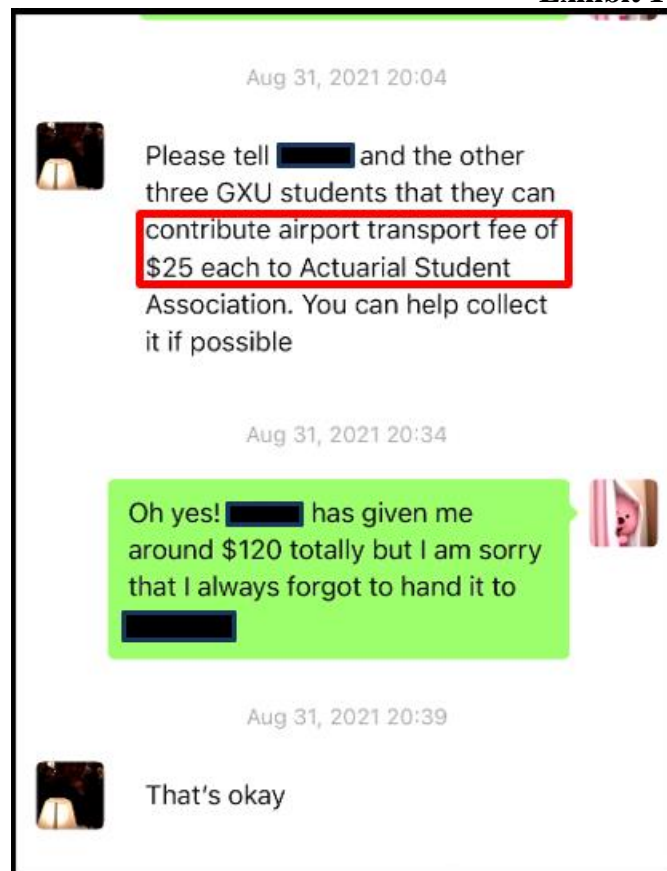 Aug 31, 2021 20:04
Please tell and the other
three GXU students that they can
contribute airport transport fee of
$25 each to Actuarial Student
Association. You can help collect
it if possible
Aug 31, 2021 20:34
Oh yes! has given me
around $120 totally but I am sorry
that I always forgot to hand it to
Aug 31, 2021 20:39
That's okay